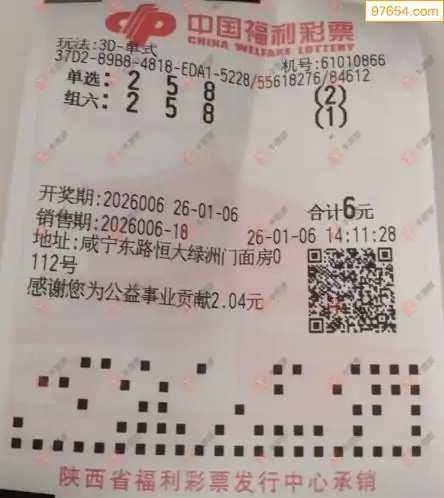 97654.com
中国福利彩票
CHINA WELFARE LOTTERY
玩法:3D-单式
机号:61010866
37D2-89B8-4818-EDA1-5228/55618276/84612
单选: 2 5 8 (2)
组六: 2 5 8 (1)
开奖期:2026006 26-01-06 合计6元
销售期:2026006-18 26-01-06 14:11:28
地址:咸宁东路恒大绿洲门面房0
112号
感谢您为公益事业贡献2.04元
陕西省福利彩票发行中心承销